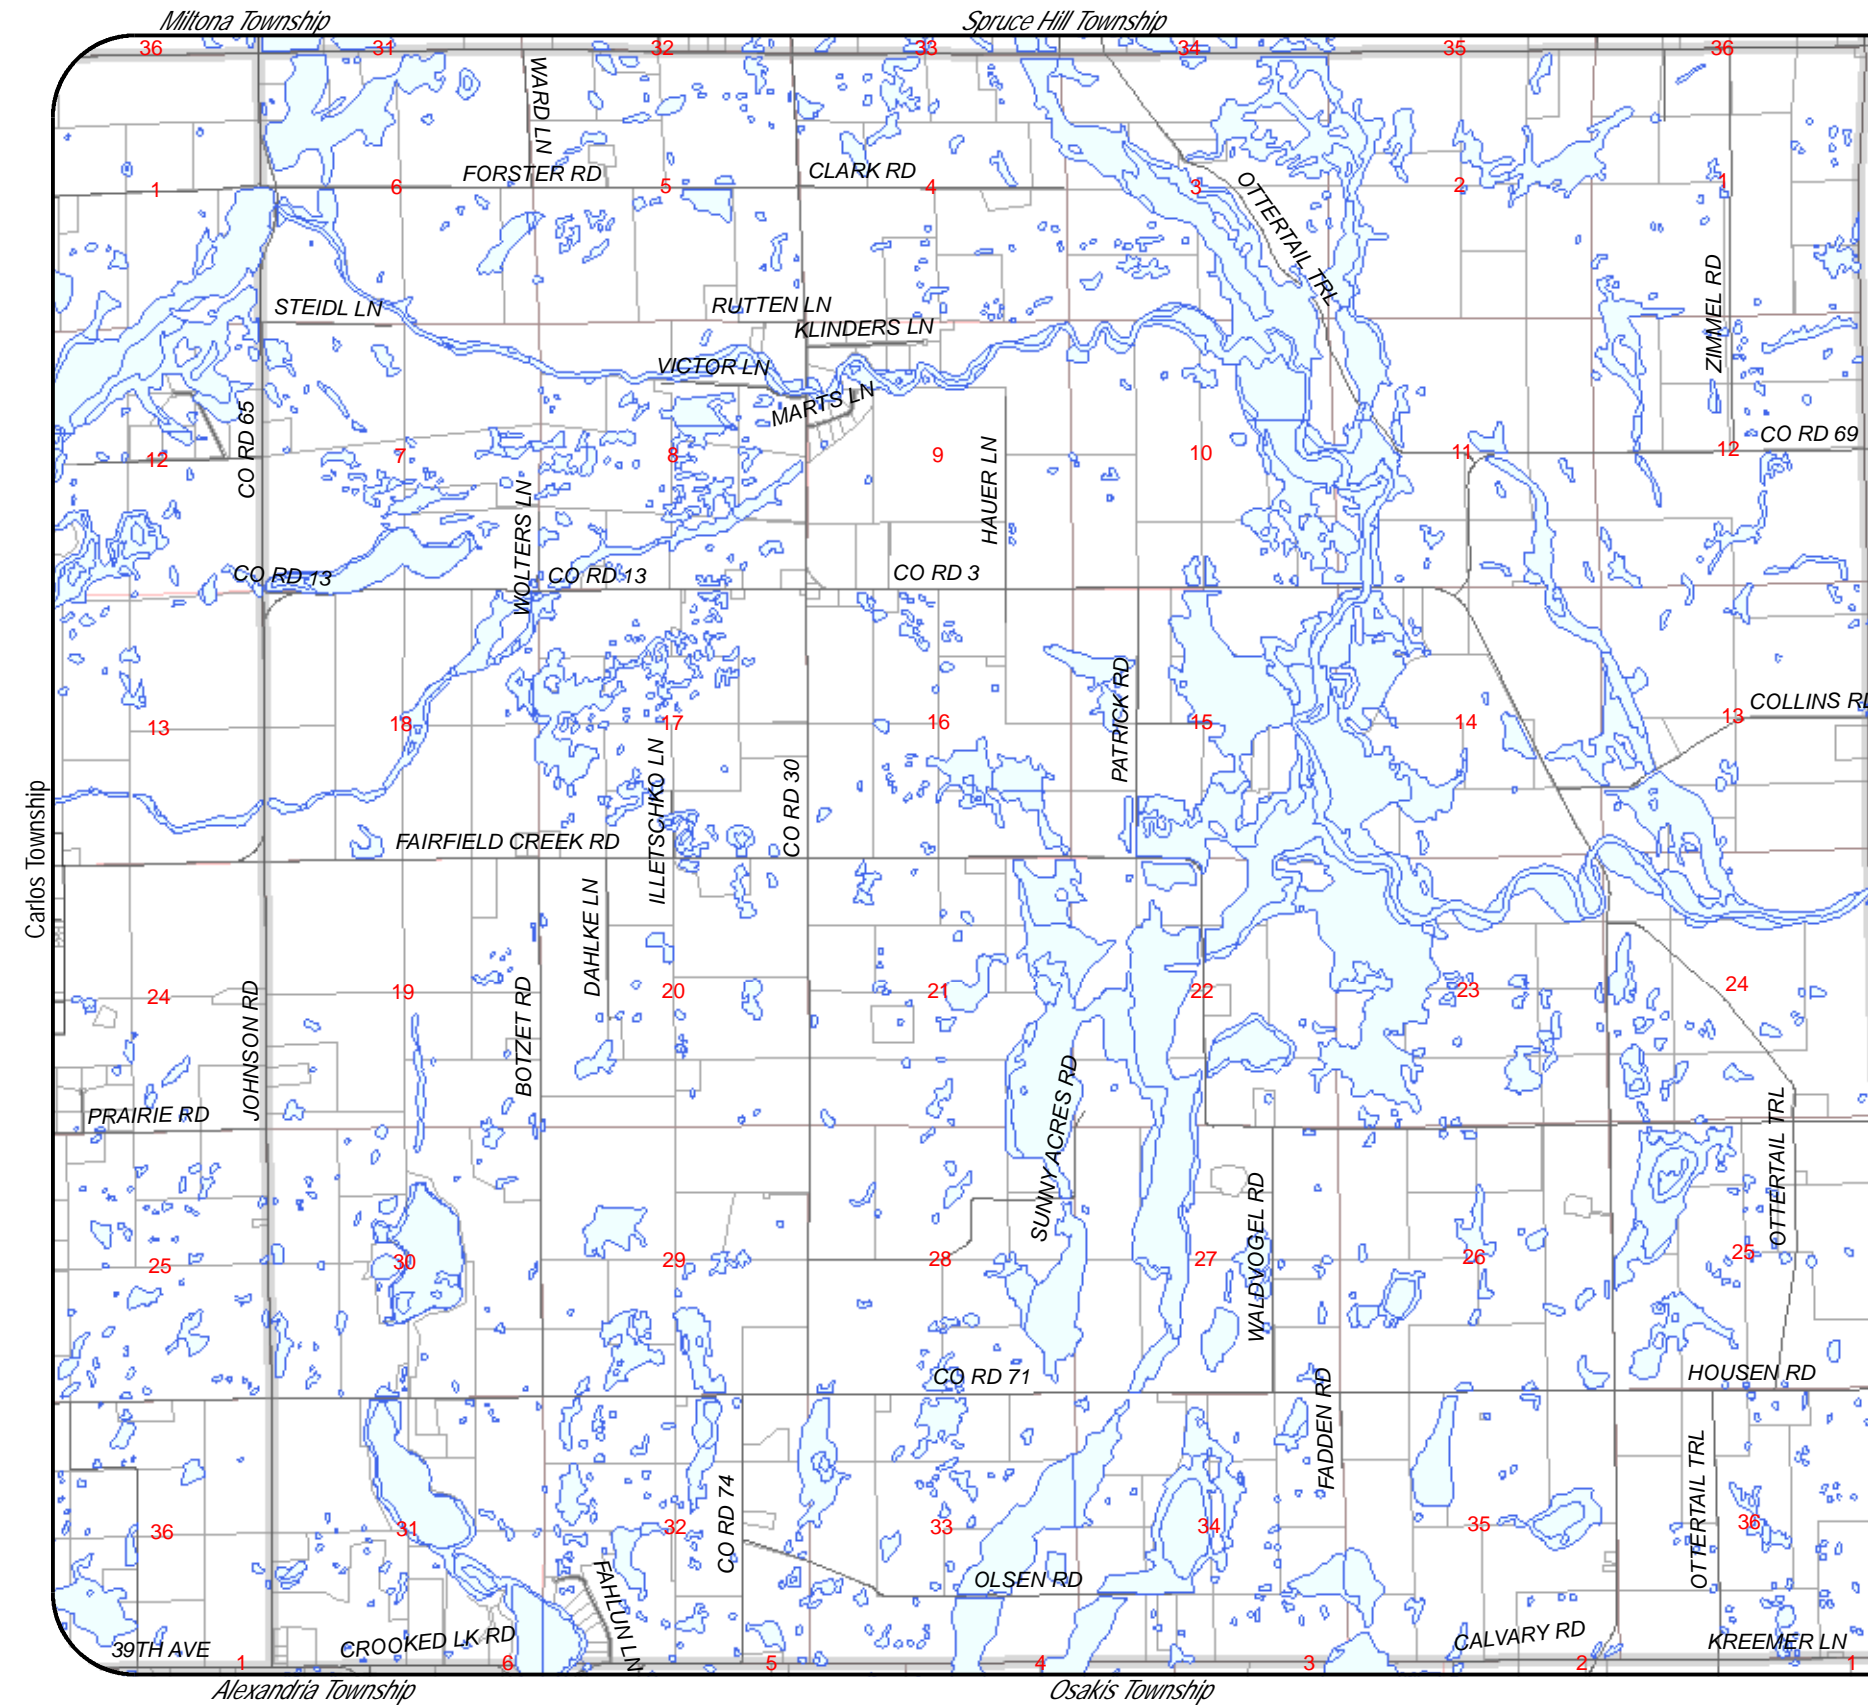 Miltona Township
Spruce Hill Township
36
31
32
33
34
35
36
WARD LN
FORSTER RD
CLARK RD
OTTERTAIL TRL
1
6
5
4
3
2
1
ZIMMEL RD
STEIDL LN
RUTTEN LN
KLINDERS LN
VICTOR LN
MARTS LN
CO RD 65
CO RD 69
12
7
8
9
10
11
12
HAUER LN
WOLTERS LN
CO RD 13
CO RD 13
CO RD 3
PATRICK RD
COLLINS RD
13
18
17
16
15
14
13
ILLETSCHKO LN
CO RD 30
Carlos Township
FAIRFIELD CREEK RD
DAHLKE LN
24
19
20
21
22
23
24
JOHNSON RD
BOTZET RD
SUNNY ACRES RD
PRAIRIE RD
OTTERTAIL TRL
WALDVOGEL RD
25
30
29
28
27
26
25
CO RD 71
HOUSEN RD
FADDEN RD
CO RD 74
OTTERTAIL TRL
36
31
32
33
34
35
36
FAHLUN LN
OLSEN RD
39TH AVE
CROOKED LK RD
CALVARY RD
KREEMER LN
1
6
5
4
3
2
1
Alexandria Township
Osakis Township